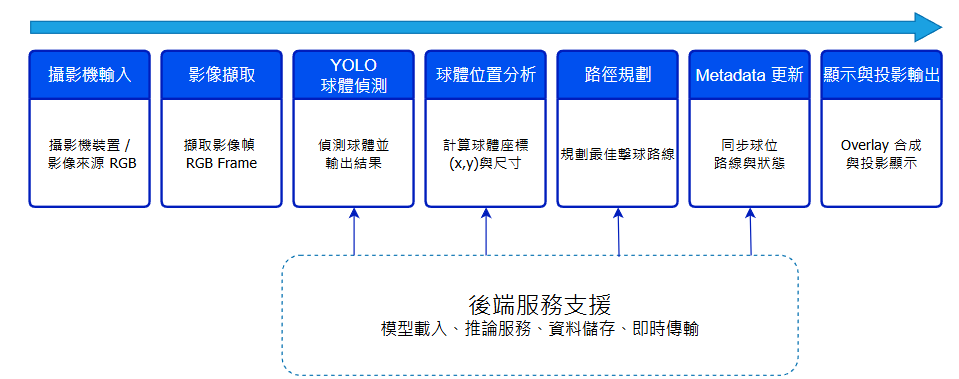 攝影機輸入
攝影機裝置 /
影像來源 RGB
影像擷取
擷取影像幀
RGB Frame
YOLO
球體偵測
偵測球體並
輸出結果
球體位置分析
計算球體座標
(x,y)與尺寸
路徑規劃
規劃最佳擊球路線
Metadata 更新
同步球位
路線與狀態
顯示與投影輸出
Overlay 合成
與投影顯示
後端服務支援
模型載入、推論服務、資料儲存、即時傳輸